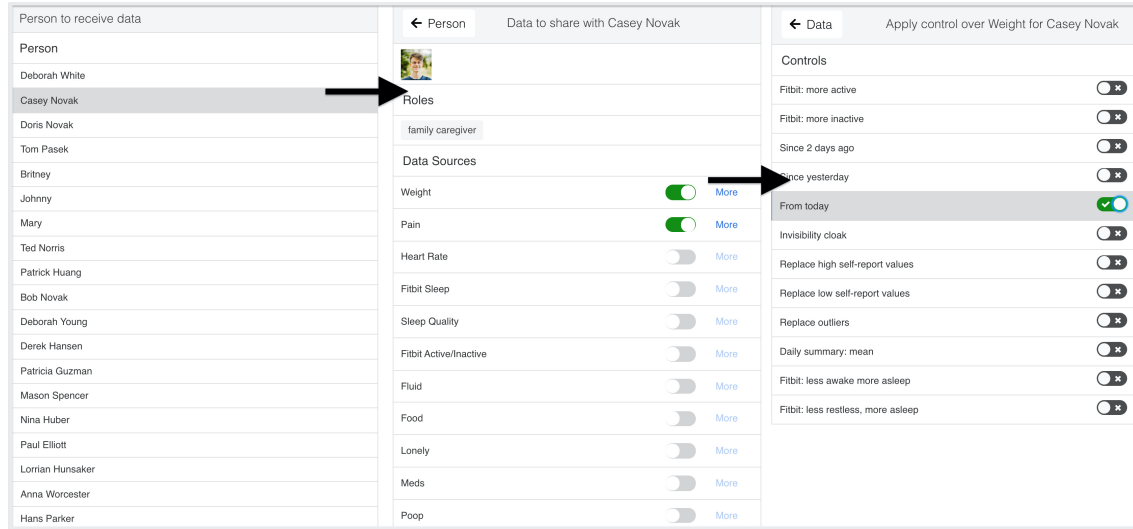 Person to receive data
Person
Deborah White
Casey Novak
Doris Novak
Tom Pasek
Britney
Johnny
Mary
Ted Norris
Patrick Huang
Bob Novak
Deborah Young
Derek Hansen
Patricia Guzman
Mason Spencer
Nina Huber
Paul Elliott
Lorrian Hunsaker
Anna Worcester
Hans Parker
Person
Data to share with Casey Novak
Roles
family caregiver
Data Sources
Weight More
Pain More
Heart Rate More
Fitbit Sleep More
Sleep Quality More
Fitbit Active/Inactive More
Fluid More
Food More
Lonely More
Meds More
Poop More
Data
Apply control over Weight for Casey Novak
Controls
Fitbit: more active
Fitbit: more inactive
Since 2 days ago
Since yesterday
From today
Invisibility cloak
Replace high self-report values
Replace low self-report values
Replace outliers
Daily summary: mean
Fitbit: less awake more asleep
Fitbit: less restless, more asleep